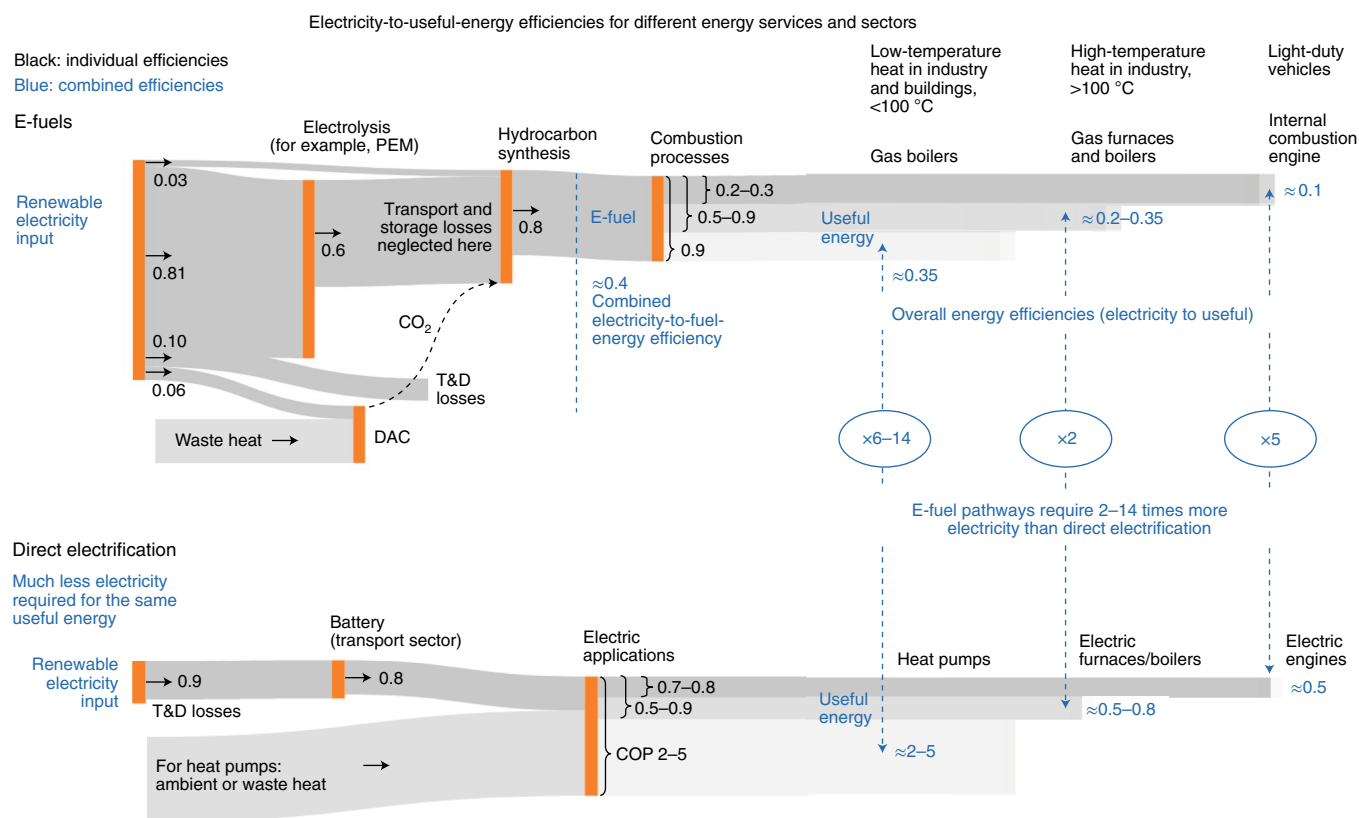 Electricity-to-useful-energy efficiencies for different energy services and sectors
Black: individual efficiencies
Blue: combined efficiencies
Low-temperature
heat in industry
and buildings,
<100 °C
High-temperature
heat in industry,
>100 °C
Light-duty
vehicles
E-fuels
Electrolysis
(for example, PEM)
Hydrocarbon
synthesis
Combustion
processes
Gas boilers
Gas furnaces
and boilers
Internal
combustion
engine
Renewable
electricity
input
0.03
0.81
0.10
0.06
0.6
Transport and
storage losses
neglected here
0.8
E-fuel
0.2–0.3
0.5–0.9
0.9
Useful
energy
≈0.1
≈0.2–0.35
≈0.35
≈0.4
Combined
electricity-to-fuel-
energy efficiency
Overall energy efficiencies (electricity to useful)
CO₂
T&D
losses
Waste heat
DAC
×6–14
×2
×5
E-fuel pathways require 2–14 times more
electricity than direct electrification
Direct electrification
Much less electricity
required for the same
useful energy
Battery
(transport sector)
Electric
applications
Heat pumps
Electric
furnaces/boilers
Electric
engines
Renewable
electricity
input
0.9
T&D losses
0.8
0.7–0.8
0.5–0.9
COP 2–5
Useful
energy
≈0.5
≈0.5–0.8
≈2–5
For heat pumps:
ambient or waste heat